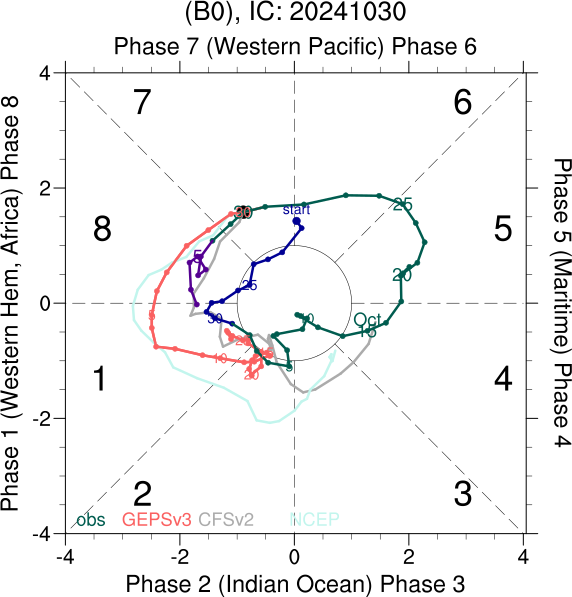 (B0), IC: 20241030
Phase 7 (Western Pacific) Phase 6
Phase 1 (Western Hem, Africa) Phase 8
Phase 5 (Maritime) Phase 4
4
2
0
-2
-4
7
6
8
5
1
4
2
3
start
30
25
25
20
5
5
30
Oct
15
10
20
5
obs GEPSv3 CFSv2 NCEP
-4 -2 0 2 4
Phase 2 (Indian Ocean) Phase 3